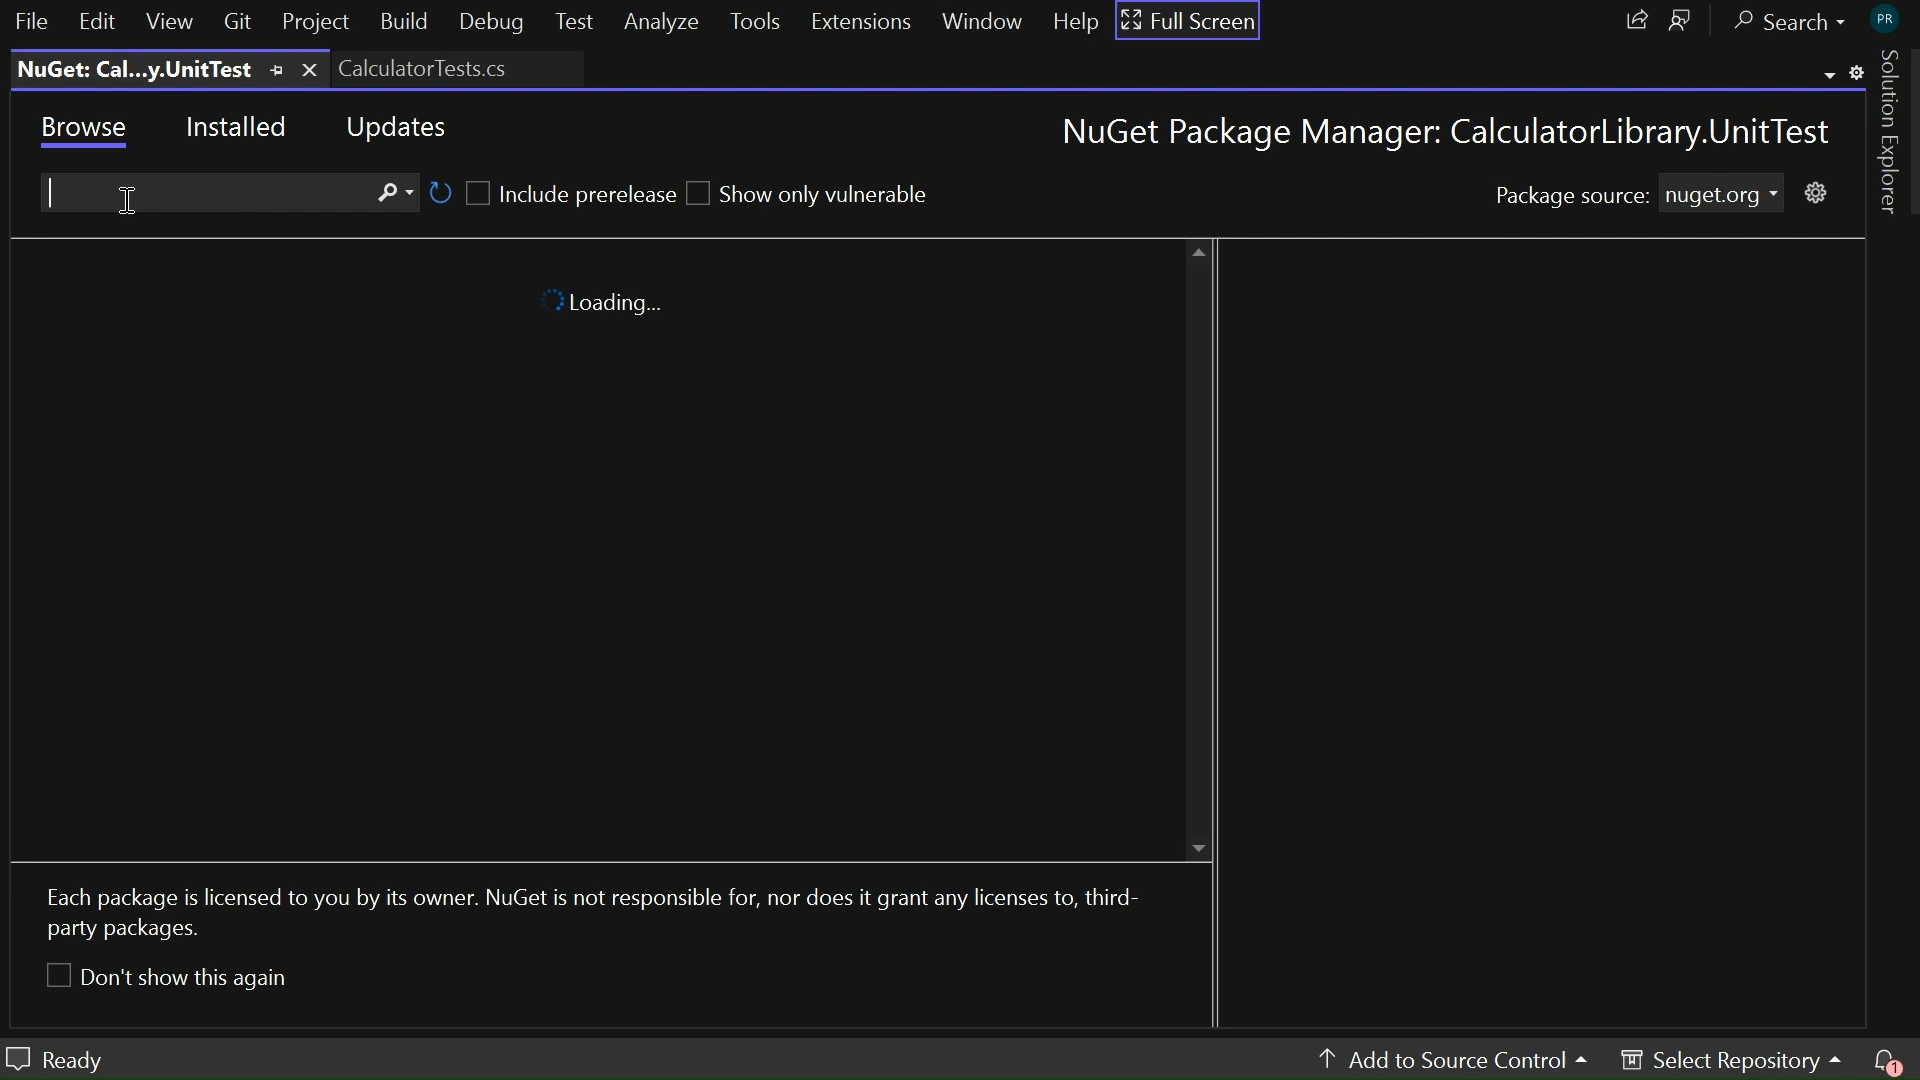 File Edit View Git Project Build Debug Test Analyze Tools Extensions Window Help Full Screen Search PR
NuGet: Cal...y.UnitTest CalculatorTests.cs
Solution Explorer
Browse Installed Updates NuGet Package Manager: CalculatorLibrary.UnitTest
Include prerelease Show only vulnerable Package source: nuget.org
Loading...
Each package is licensed to you by its owner. NuGet is not responsible for, nor does it grant any licenses to, third-
party packages.
Don't show this again
Ready Add to Source Control Select Repository 1